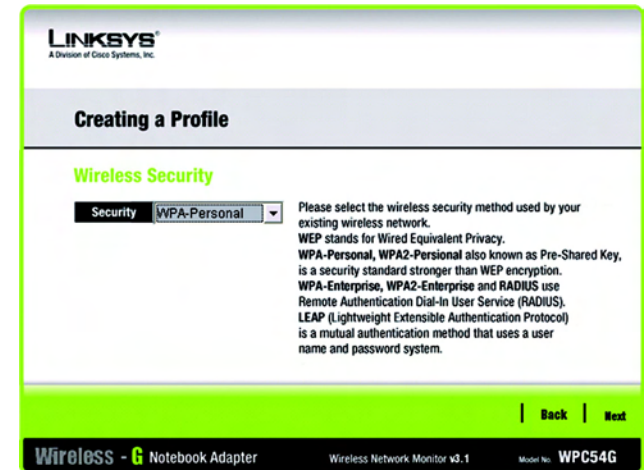 LINKSYS®
A Division of Cisco Systems, Inc.
Creating a Profile
Wireless Security
Security WPA-Personal
Please select the wireless security method used by your
existing wireless network.
WEP stands for Wired Equivalent Privacy.
WPA-Personal, WPA2-Persional also known as Pre-Shared Key,
is a security standard stronger than WEP encryption.
WPA-Enterprise, WPA2-Enterprise and RADIUS use
Remote Authentication Dial-In User Service (RADIUS).
LEAP (Lightweight Extensible Authentication Protocol)
is a mutual authentication method that uses a user
name and password system.
Back Next
Wireless - G Notebook Adapter Wireless Network Monitor v3.1 Model No. WPC54G